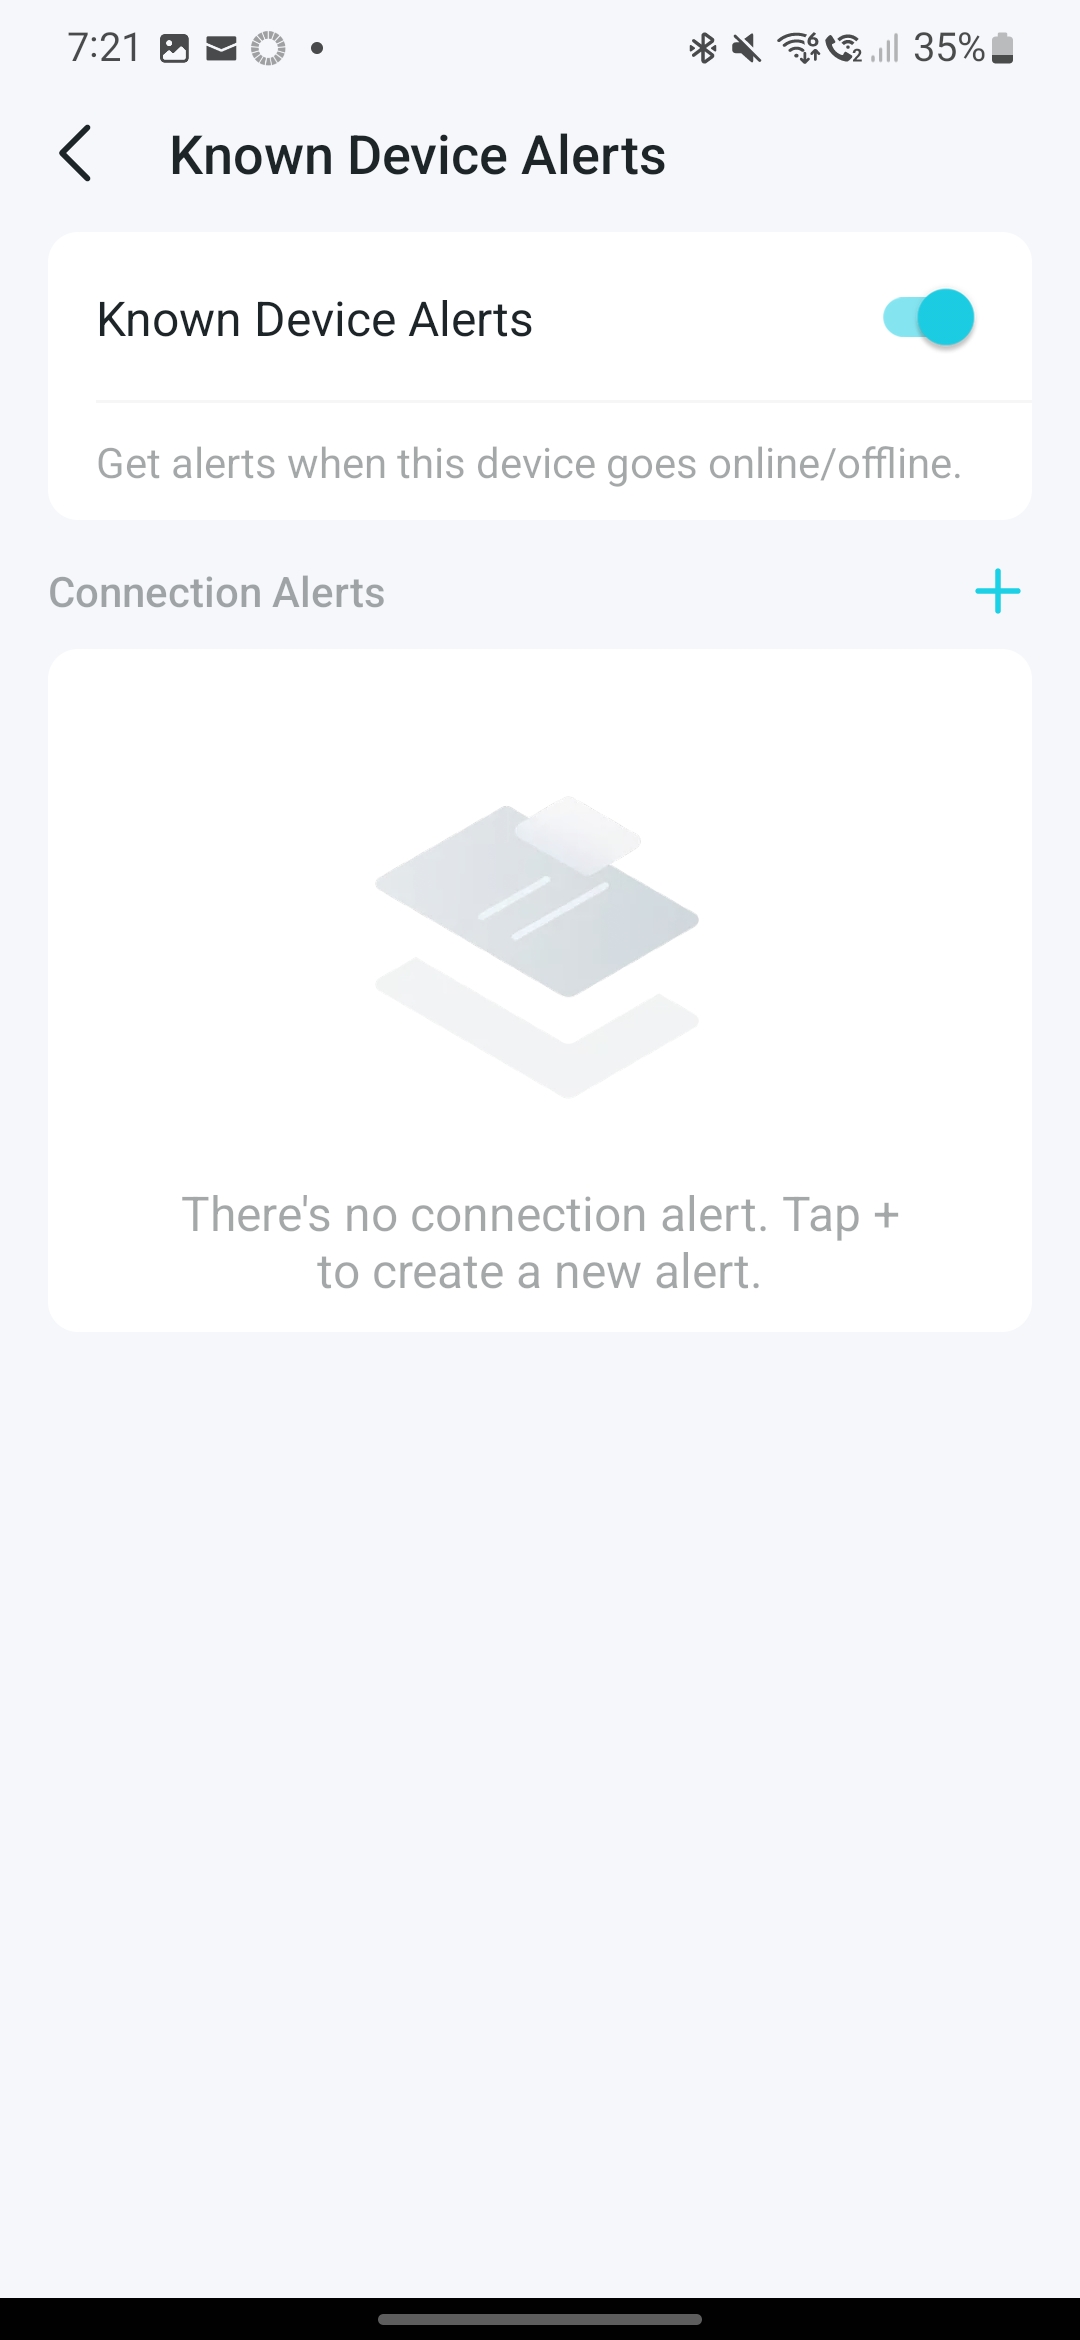 7:21 35%
Known Device Alerts
Known Device Alerts
Get alerts when this device goes online/offline.
Connection Alerts
There's no connection alert. Tap +
to create a new alert.